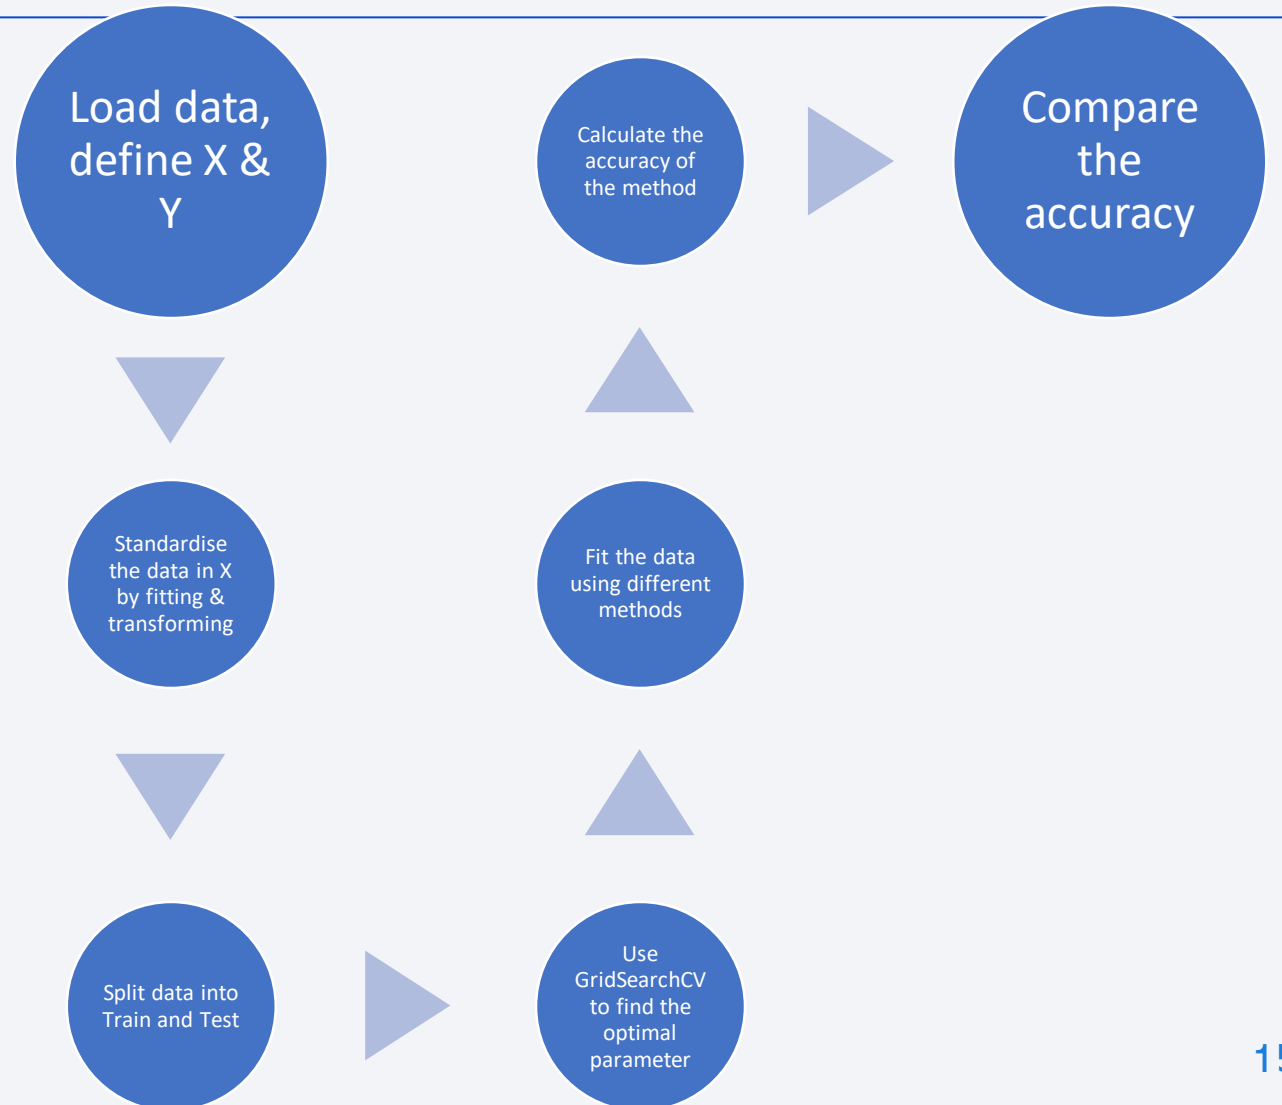 Load data,
define X &
Y
Standardise
the data in X
by fitting &
transforming
Split data into
Train and Test
Use
GridSearchCV
to find the
optimal
parameter
Fit the data
using different
methods
Calculate the
accuracy of
the method
Compare
the
accuracy
15